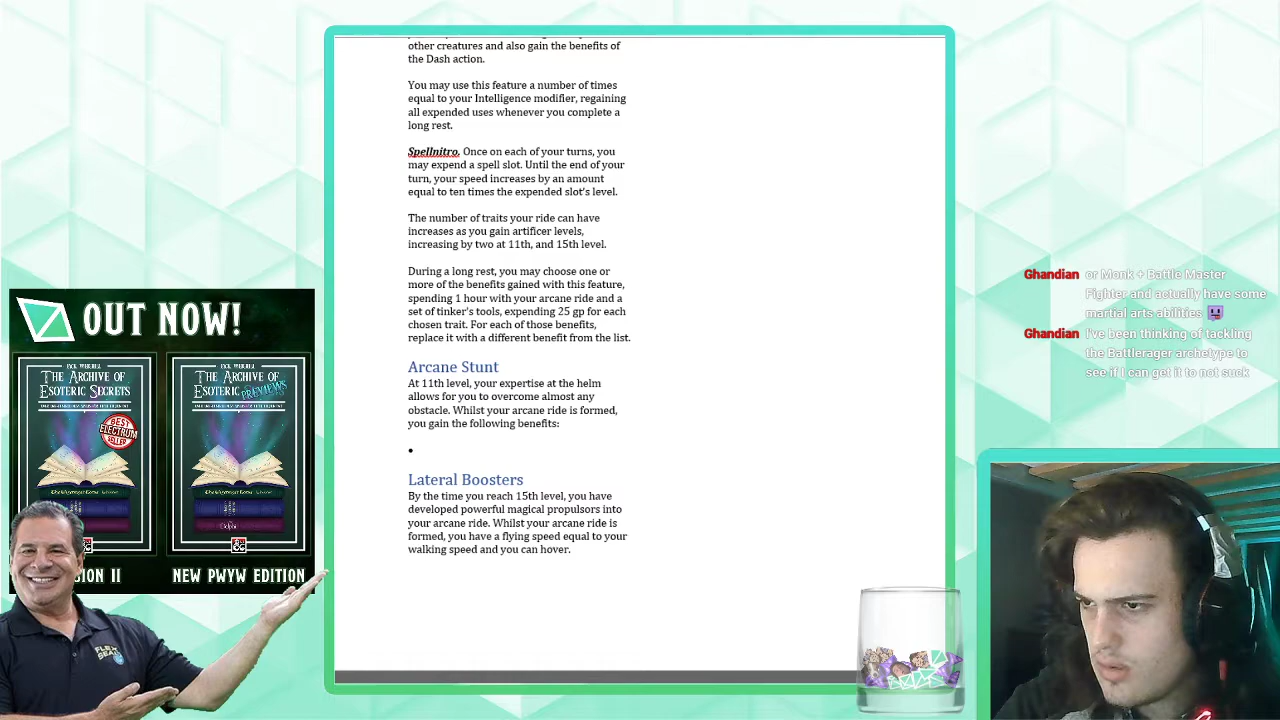 other creatures and also gain the benefits of
the Dash action.
You may use this feature a number of times
equal to your Intelligence modifier, regaining
all expended uses whenever you complete a
long rest.
Spellnitro. Once on each of your turns, you
may expend a spell slot. Until the end of your
turn, your speed increases by an amount
equal to ten times the expended slot's level.
The number of traits your ride can have
increases as you gain artificer levels,
increasing by two at 11th, and 15th level.
During a long rest, you may choose one or
more of the benefits gained with this feature,
spending 1 hour with your arcane ride and a
set of tinker's tools, expending 25 gp for each
chosen trait. For each of those benefits,
replace it with a different benefit from the list.
Arcane Stunt
At 11th level, your expertise at the helm
allows for you to overcome almost any
obstacle. Whilst your arcane ride is formed,
you gain the following benefits:
•
Lateral Boosters
By the time you reach 15th level, you have
developed powerful magical propulsors into
your arcane ride. Whilst your arcane ride is
formed, you have a flying speed equal to your
walking speed and you can hover.
OUT NOW!
The Archive of
Esoteric Secrets
BEST
ELECTRUM
SELLER
The Archive of
Esoteric
PREVIEWS
ION II
NEW PWYW EDITION
FLEX
SEAL
Ghandian or Monk + Battle Master
Fighter and actually have some
martial arts abilities
Ghandian I've been thinking of tackling
the Battlerager archetype to
see if I can get it to not suck